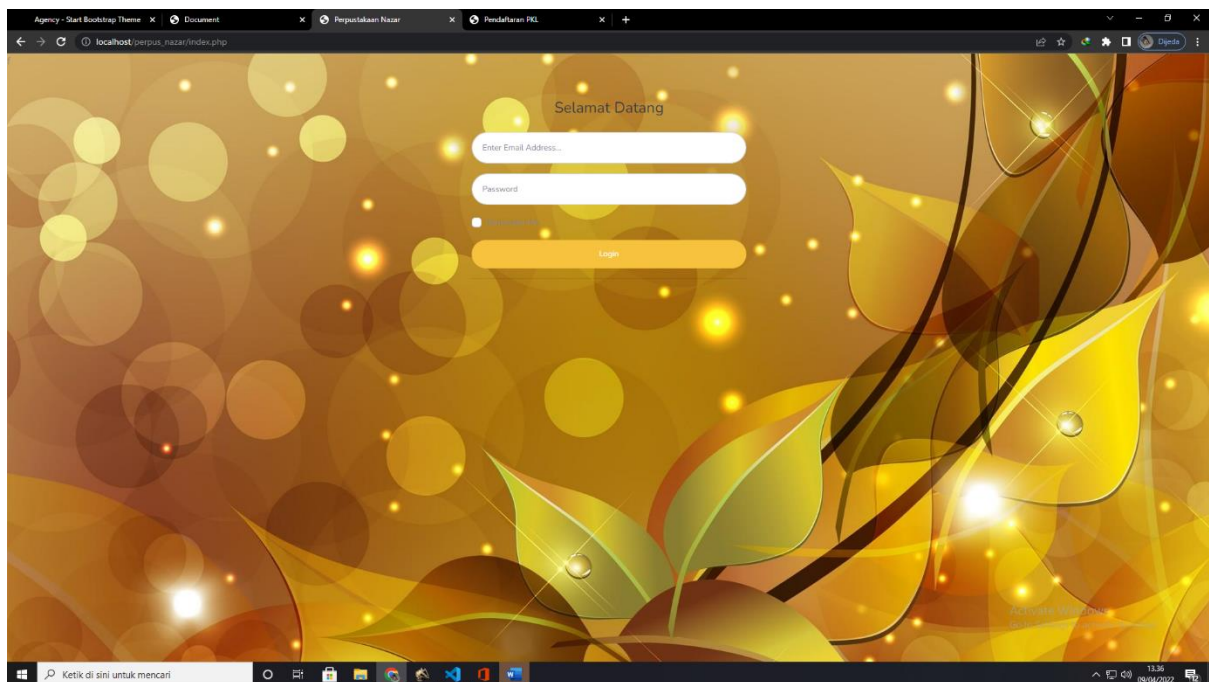 Agency - Start Bootstrap Theme
Document
Perpustakaan Nazar
Pendaftaran PKL
localhost/perpus_nazar/index.php
Dijeda
Selamat Datang
Enter Email Address...
Password
Login
Activate Windows
Ketik di sini untuk mencari
13.36
09/04/2022